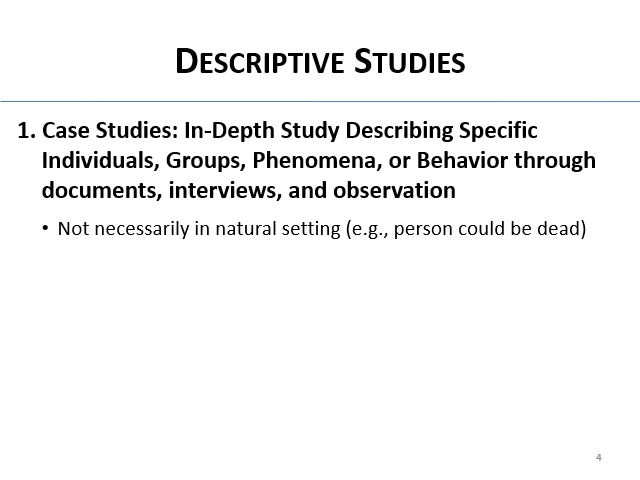 DESCRIPTIVE STUDIES
1. Case Studies: In-Depth Study Describing Specific
Individuals, Groups, Phenomena, or Behavior through
documents, interviews, and observation
• Not necessarily in natural setting (e.g., person could be dead)
4